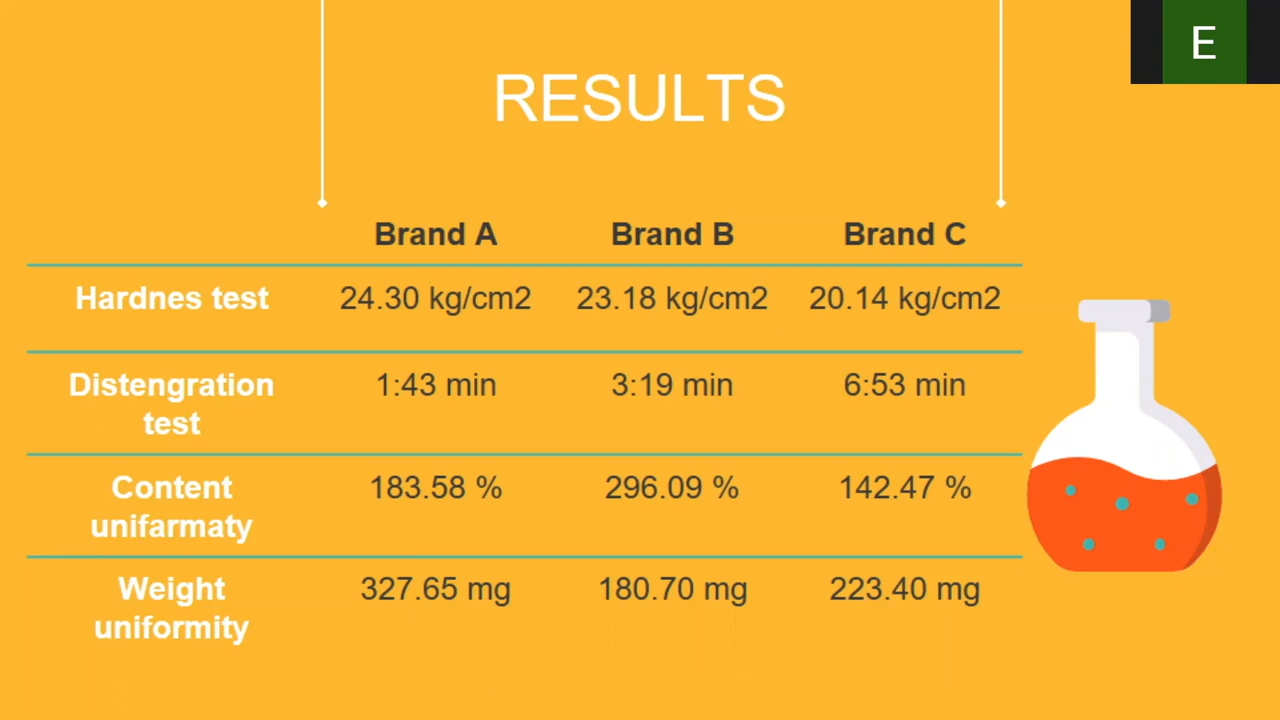 E
RESULTS
Brand A Brand B Brand C
Hardnes test 24.30 kg/cm2 23.18 kg/cm2 20.14 kg/cm2
Distengration 1:43 min 3:19 min 6:53 min
test
Content 183.58 % 296.09 % 142.47 %
unifarmaty
Weight 327.65 mg 180.70 mg 223.40 mg
uniformity